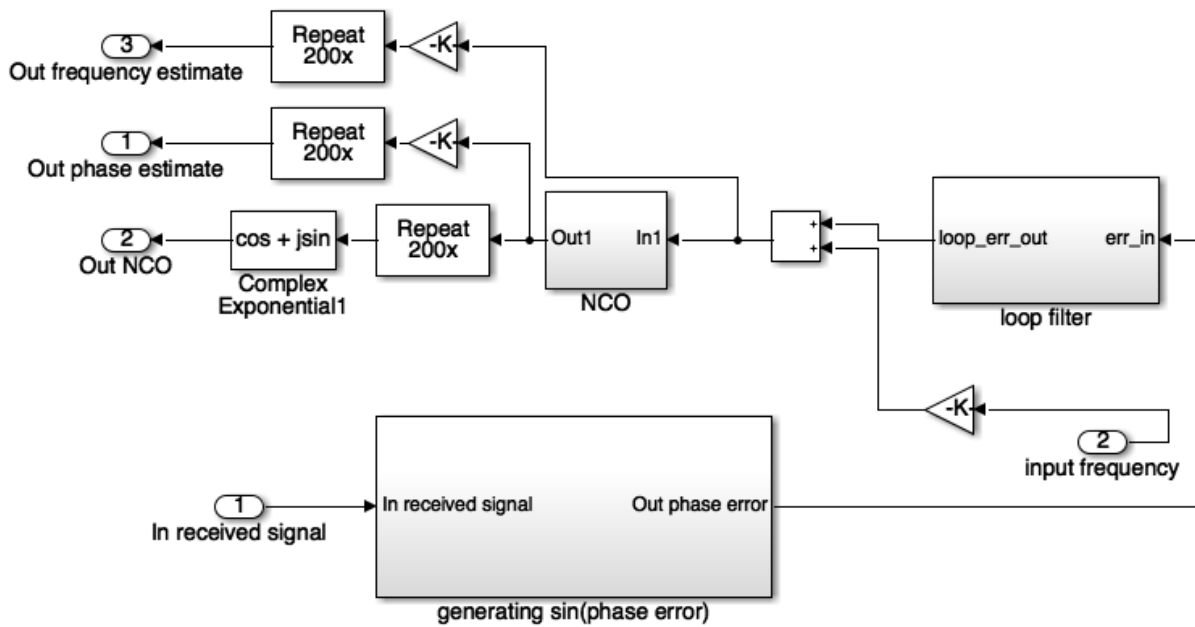 3
Out frequency estimate
Repeat
200x
-K
1
Out phase estimate
Repeat
200x
-K
2
Out NCO
cos + jsin
Complex
Exponential1
Repeat
200x
Out1
In1
NCO
+
+
loop_err_out
err_in
loop filter
-K
2
input frequency
1
In received signal
In received signal
Out phase error
generating sin(phase error)